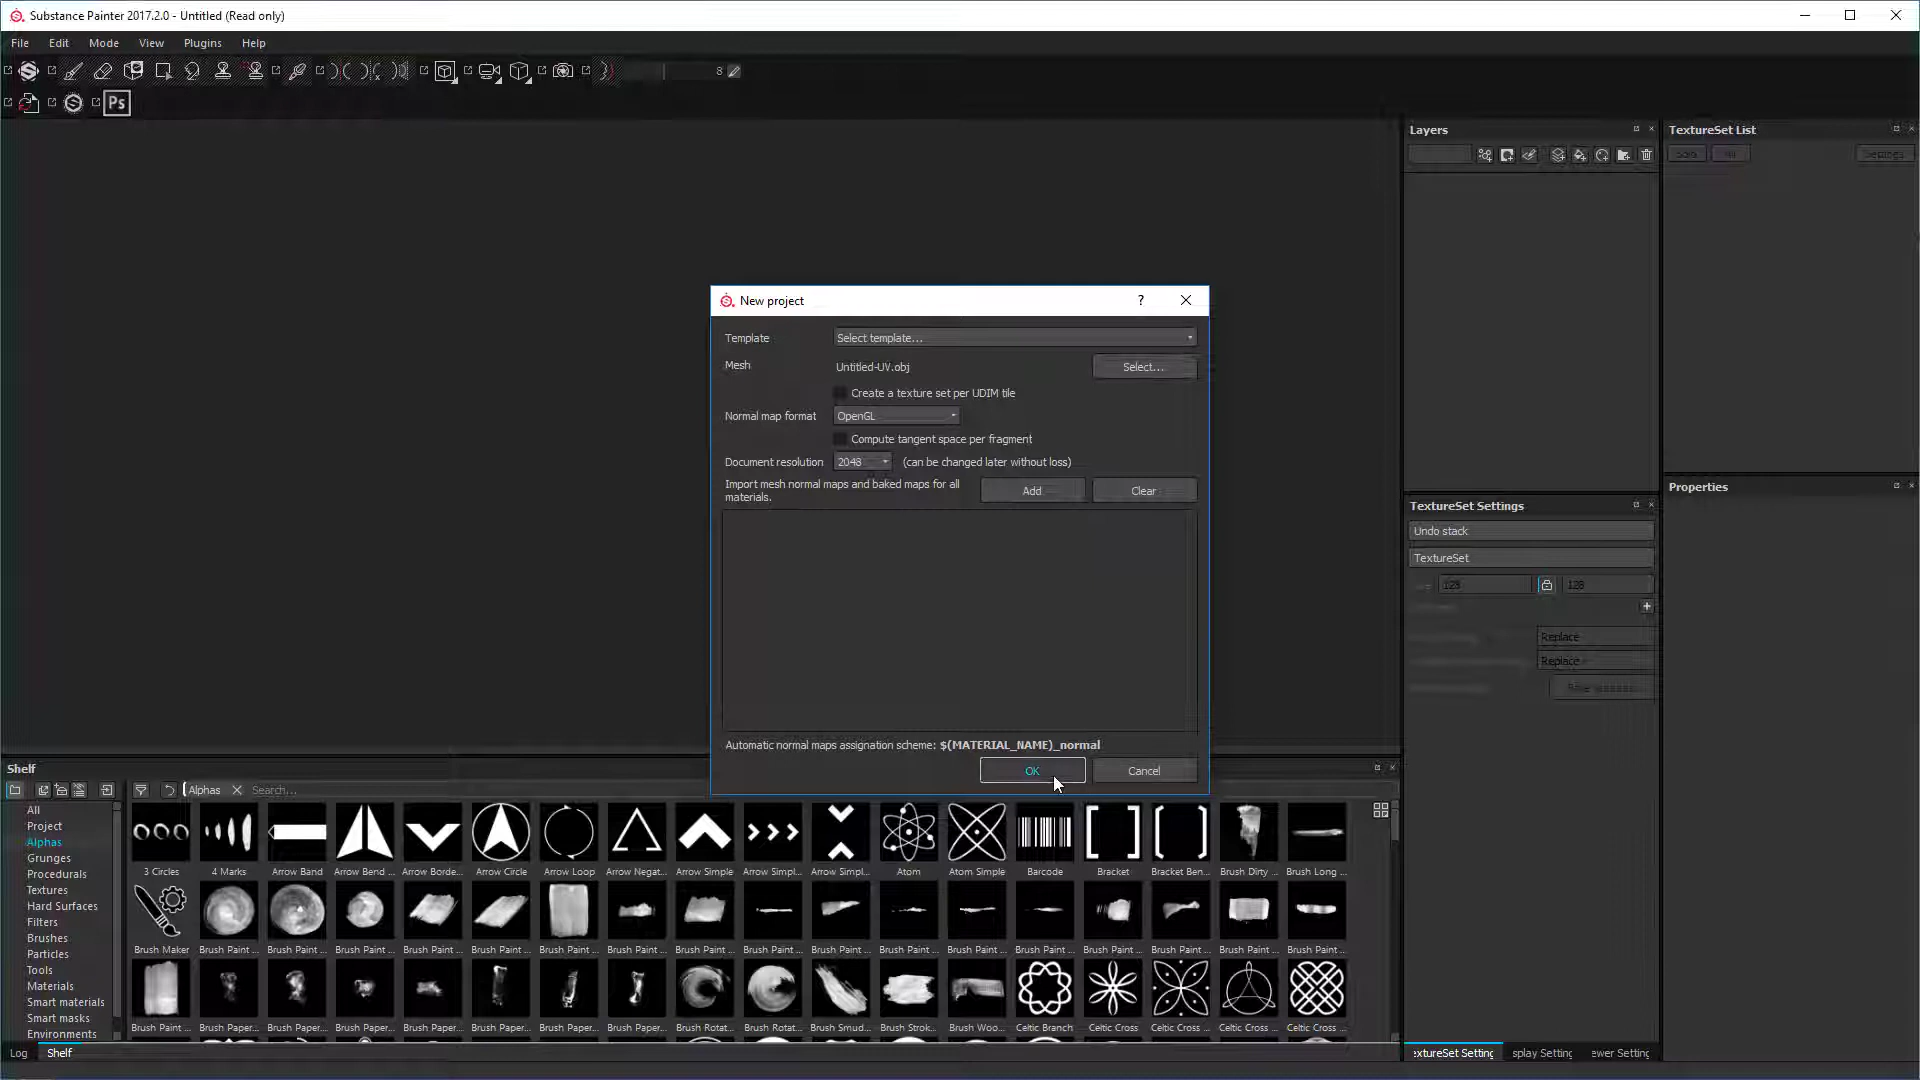 Substance Painter 2017.2.0 - Untitled (Read only)
File Edit Mode View Plugins Help
8
Ps
Layers
TextureSet List
New project
?
Template Select template...
Mesh Untitled-UV.obj Select...
Create a texture set per UDIM tile
Normal map format OpenGL
Compute tangent space per fragment
Document resolution 2048 (can be changed later without loss)
Import mesh normal maps and baked maps for all
materials.
Add Clear
Automatic normal maps assignation scheme: $(MATERIAL_NAME)_normal
OK Cancel
Settings
Properties
TextureSet Settings
Undo stack
TextureSet
128 128
Replace
Replace
Shelf
Alphas Search...
All
Project
Alphas
Grunges
Procedurals
Textures
Hard Surfaces
Filters
Brushes
Particles
Tools
Materials
Smart materials
Smart masks
Environments
3 Circles 4 Marks Arrow Band Arrow Bend ... Arrow Borde... Arrow Circle Arrow Loop Arrow Negat... Arrow Simple Arrow Simpl... Arrow Simpl... Atom Atom Simple Barcode Bracket Bracket Ben... Brush Dirty ... Brush Long ...
Brush Maker Brush Paint ... Brush Paint ... Brush Paint ... Brush Paint ... Brush Paint ... Brush Paint ... Brush Paint ... Brush Paint ... Brush Paint ... Brush Paint ... Brush Paint ... Brush Paint ... Brush Paint ... Brush Paint ... Brush Paint ... Brush Paint ... Brush Paint ...
Brush Paint ... Brush Paper... Brush Paper... Brush Paper... Brush Paper... Brush Paper... Brush Paper... Brush Paper... Brush Rotat... Brush Rotat... Brush Smud... Brush Strok... Brush Woo... Celtic Branch Celtic Cross Celtic Cross ... Celtic Cross ... Celtic Cross ...
Log Shelf
extureSet Setting splay Setting ewer Setting